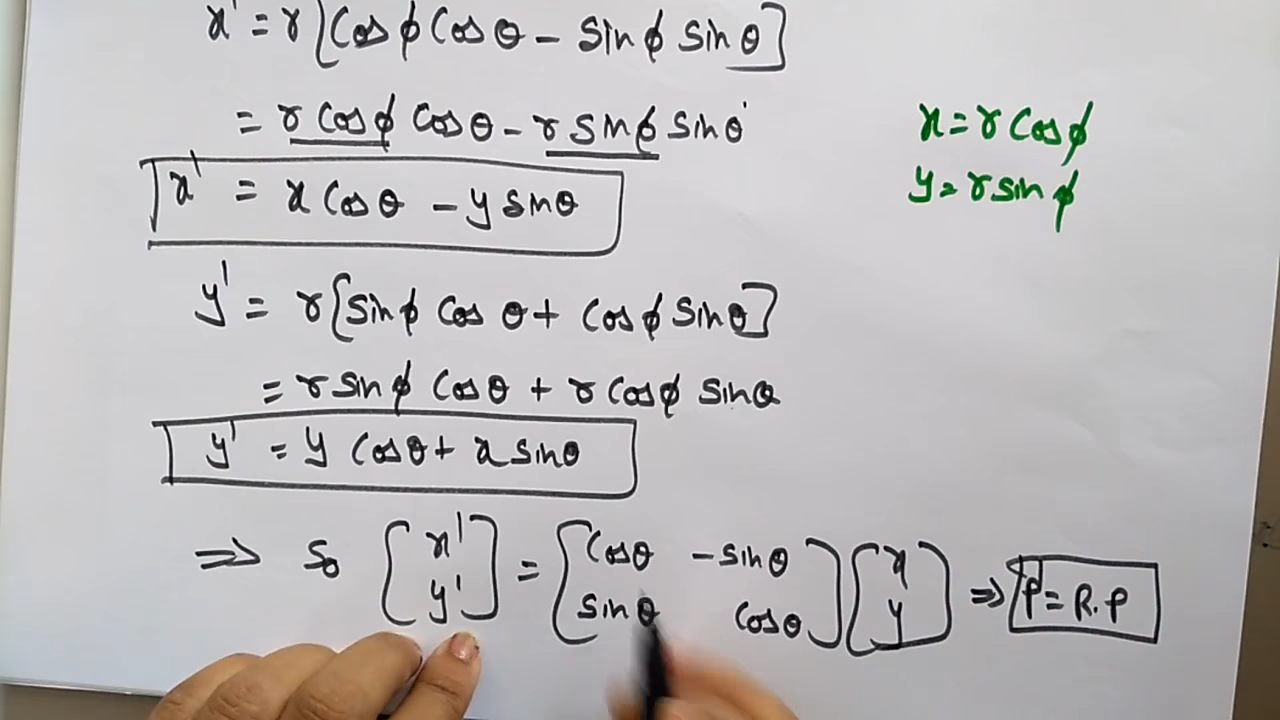 x' = r[Cos φ Cos θ - Sin φ Sin θ]
= r Cos φ Cos θ - r Sin φ Sin θ
x = r Cos φ
y = r Sin φ
x' = x Cos θ - y Sin θ
y' = r[Sin φ Cos θ + Cos φ Sin θ]
= r Sin φ Cos θ + r Cos φ Sin θ
y' = y Cos θ + x Sin θ
⇒ So [x' y'] = [Cos θ - Sin θ Sin θ Cos θ] [x y] ⇒ P' = R.P